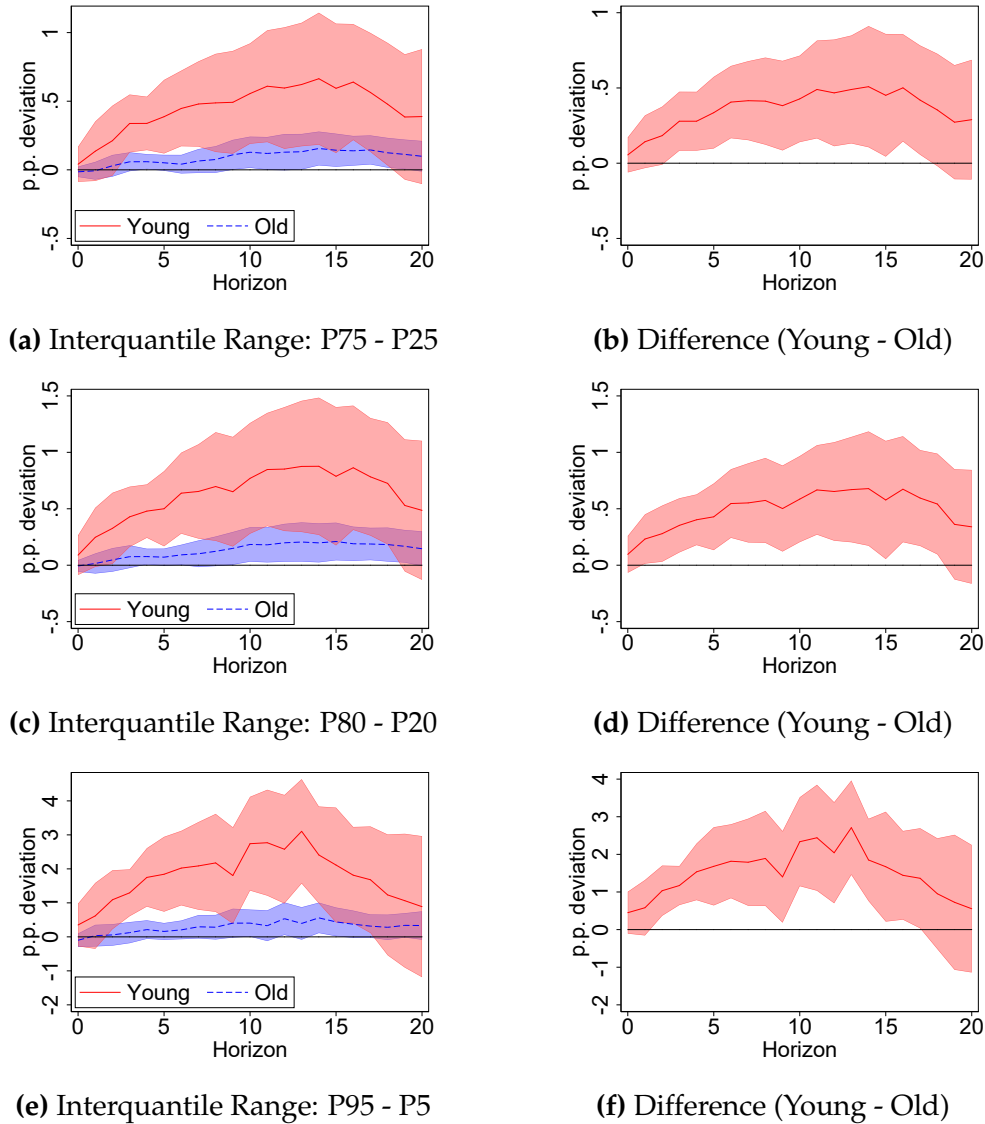 p.p. deviation
1
.5
0
-.5
0 5 10 15 20
Horizon
Young Old
p.p. deviation
1
.5
0
-.5
0 5 10 15 20
Horizon
(a) Interquantile Range: P75 - P25
(b) Difference (Young - Old)
p.p. deviation
1.5
1
.5
0
-.5
0 5 10 15 20
Horizon
Young Old
p.p. deviation
1.5
1
.5
0
-.5
0 5 10 15 20
Horizon
(c) Interquantile Range: P80 - P20
(d) Difference (Young - Old)
p.p. deviation
4
3
2
1
0
-1
-2
0 5 10 15 20
Horizon
Young Old
p.p. deviation
4
3
2
1
0
-1
-2
0 5 10 15 20
Horizon
(e) Interquantile Range: P95 - P5
(f) Difference (Young - Old)